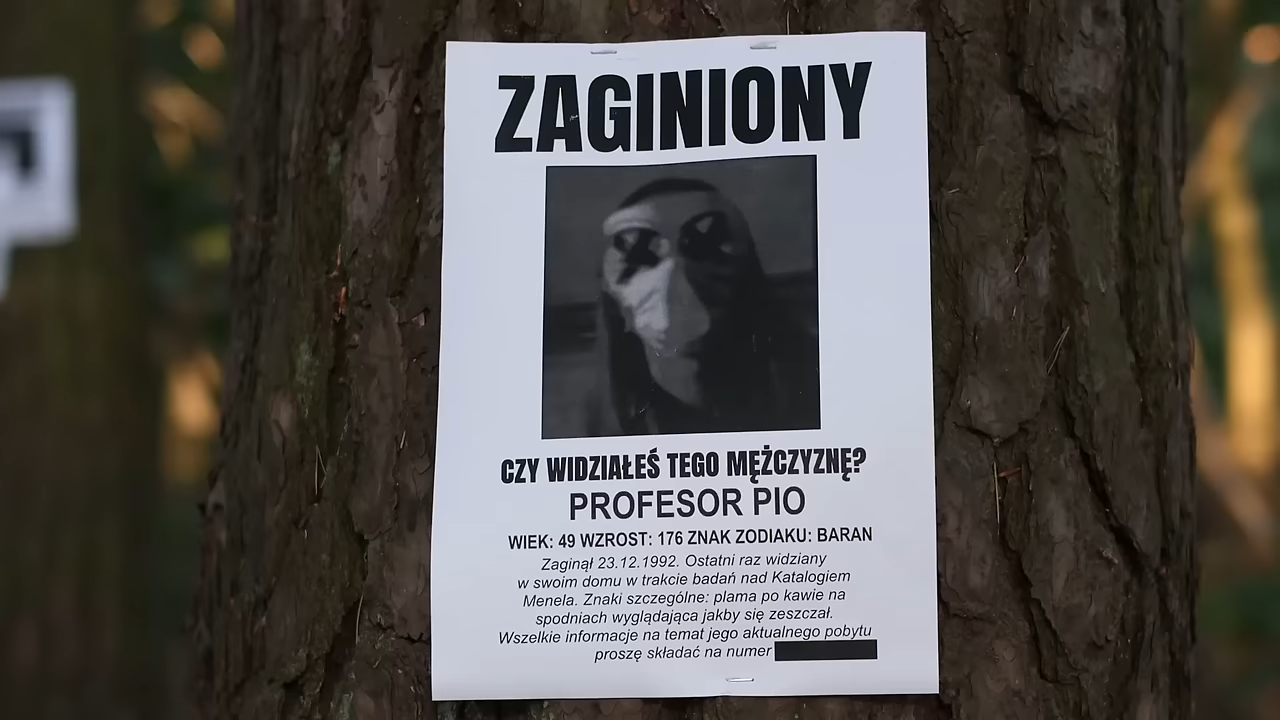 ZAGINIONY
CZY WIDZIAŁEŚ TEGO MĘŻCZYZNĘ?
PROFESOR PIO
WIEK: 49 WZROST: 176 ZNAK ZODIAKU: BARAN
Zaginął 23.12.1992. Ostatni raz widziany
w swoim domu w trakcie badań nad Katalogiem
Menela. Znaki szczególne: plama po kawie na
spodniach wyglądająca jakby się zeszczał.
Wszelkie informacje na temat jego aktualnego pobytu
proszę składać na numer